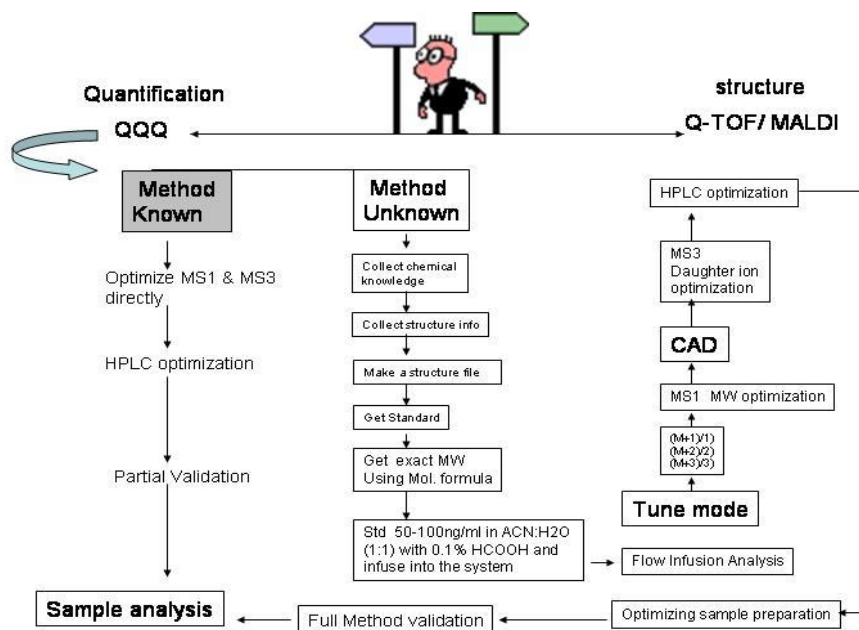 Quantification
QQQ
structure
Q-TOF/ MALDI
Method
Known
Optimize MS1 & MS3
directly
HPLC optimization
Partial Validation
Sample analysis
Method
Unknown
Collect chemical
knowledge
Collect structure info
Make a structure file
Get Standard
Get exact MW
Using Mol. formula
Std 50-100ng/ml in ACN:H2O
(1:1) with 0.1% HCOOH and
infuse into the system
Flow Infusion Analysis
Tune mode
(M+1)/1)
(M+2)/2)
(M+3)/3)
MS1 MW optimization
CAD
MS3
Daughter ion
optimization
HPLC optimization
Optimizing sample preparation
Full Method validation